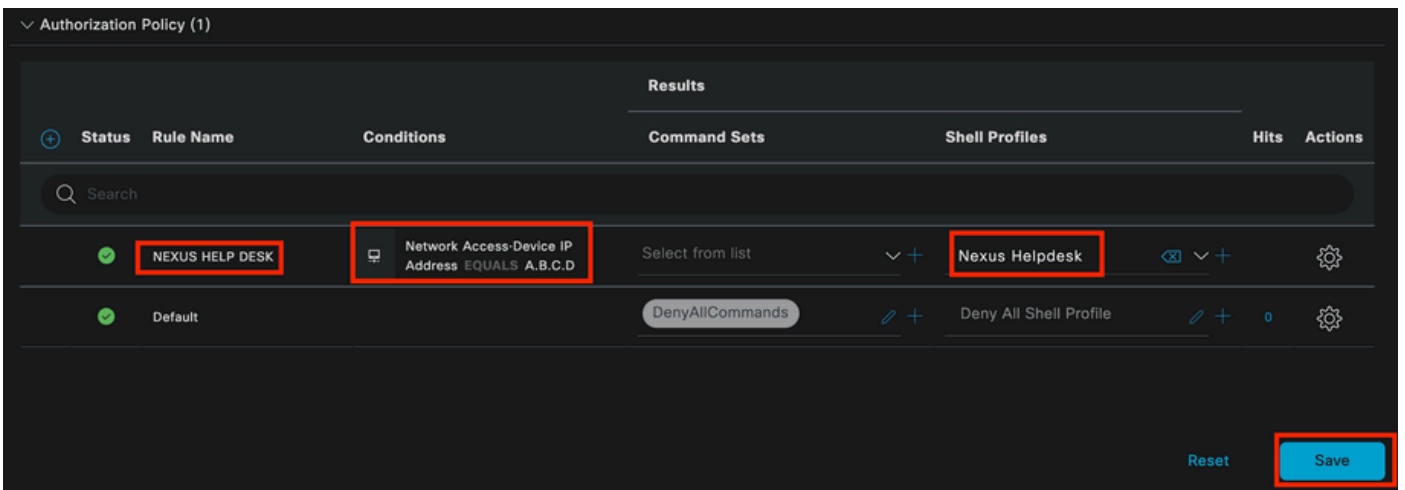 Authorization Policy (1)
Results
Status Rule Name Conditions Command Sets Shell Profiles Hits Actions
Search
NEXUS HELP DESK Network Access·Device IP Address EQUALS A.B.C.D Select from list Nexus Helpdesk
Default DenyAllCommands Deny All Shell Profile 0
Reset Save